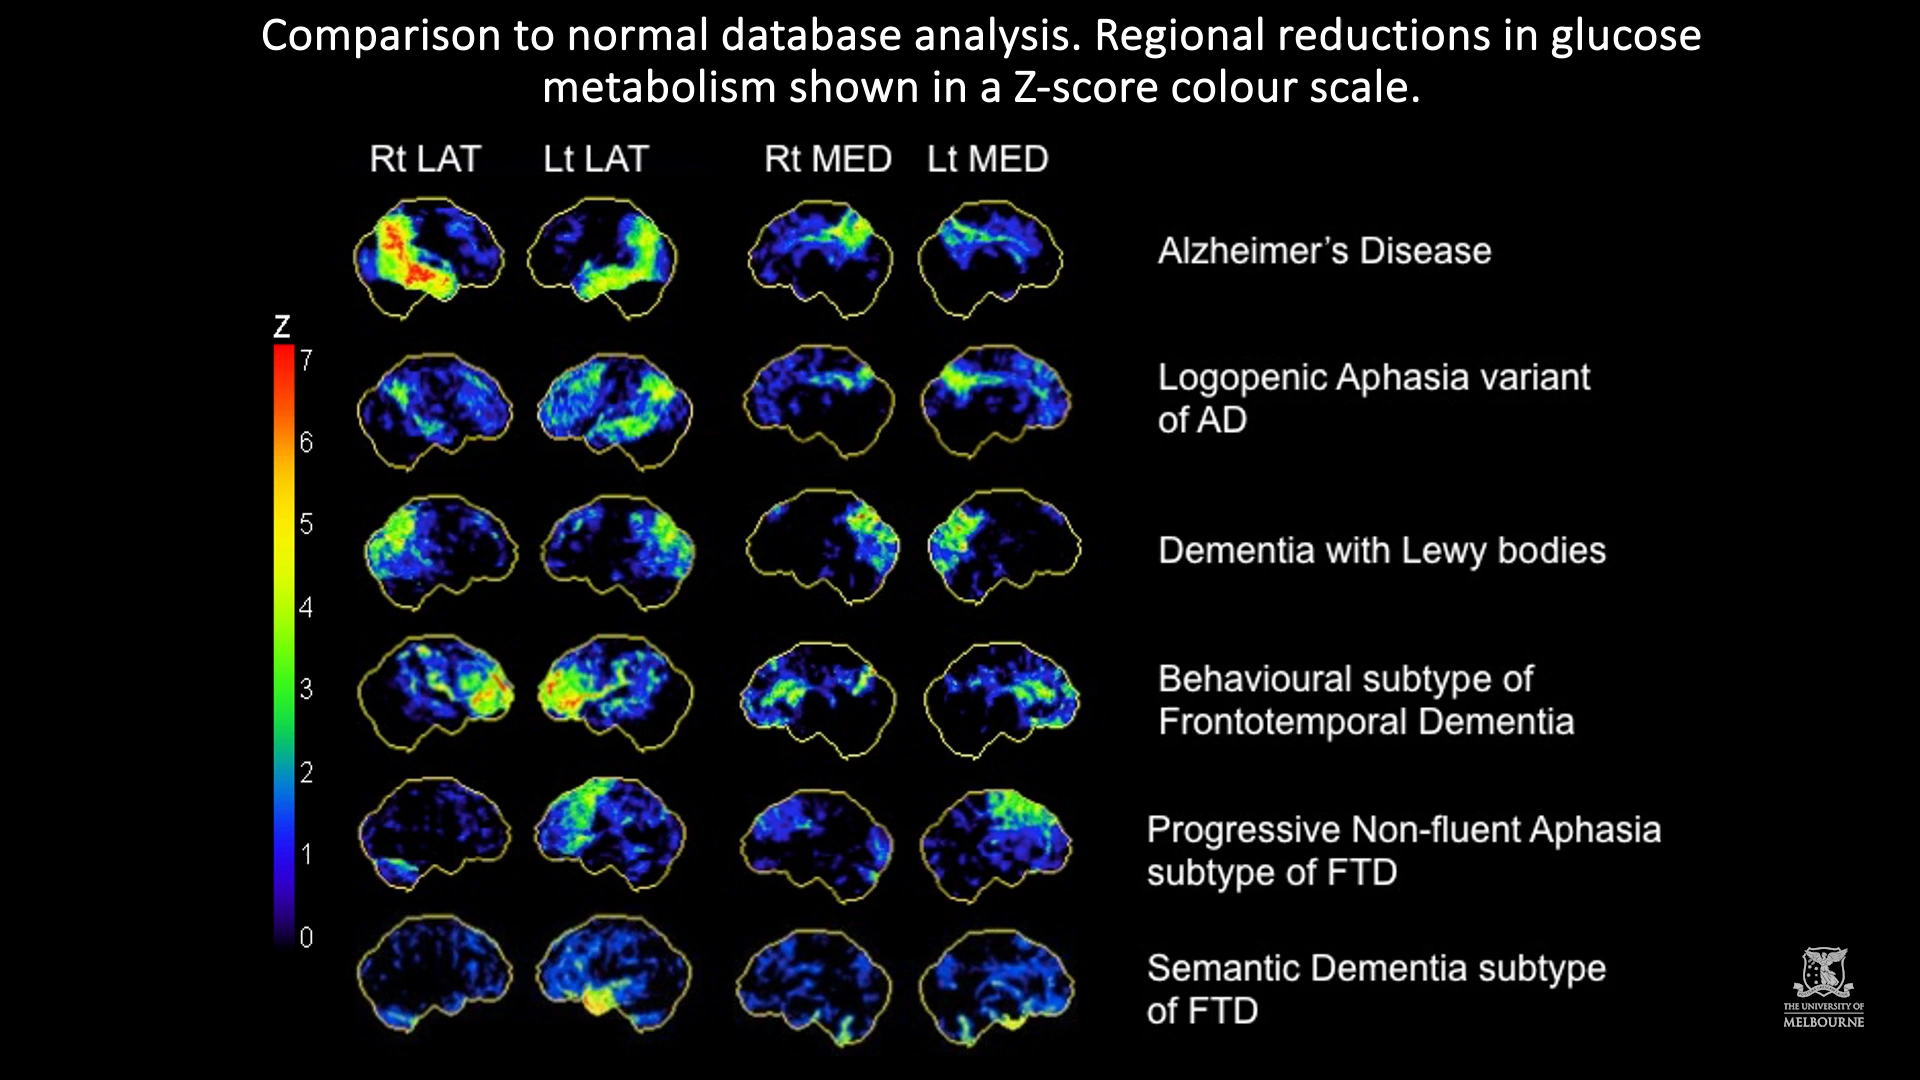 Comparison to normal database analysis. Regional reductions in glucose
metabolism shown in a Z-score colour scale.
Rt LAT Lt LAT Rt MED Lt MED
Alzheimer’s Disease
Z
7
6
5
4
3
2
1
0
Logopenic Aphasia variant
of AD
Dementia with Lewy bodies
Behavioural subtype of
Frontotemporal Dementia
Progressive Non-fluent Aphasia
subtype of FTD
Semantic Dementia subtype
of FTD
THE UNIVERSITY OF
MELBOURNE